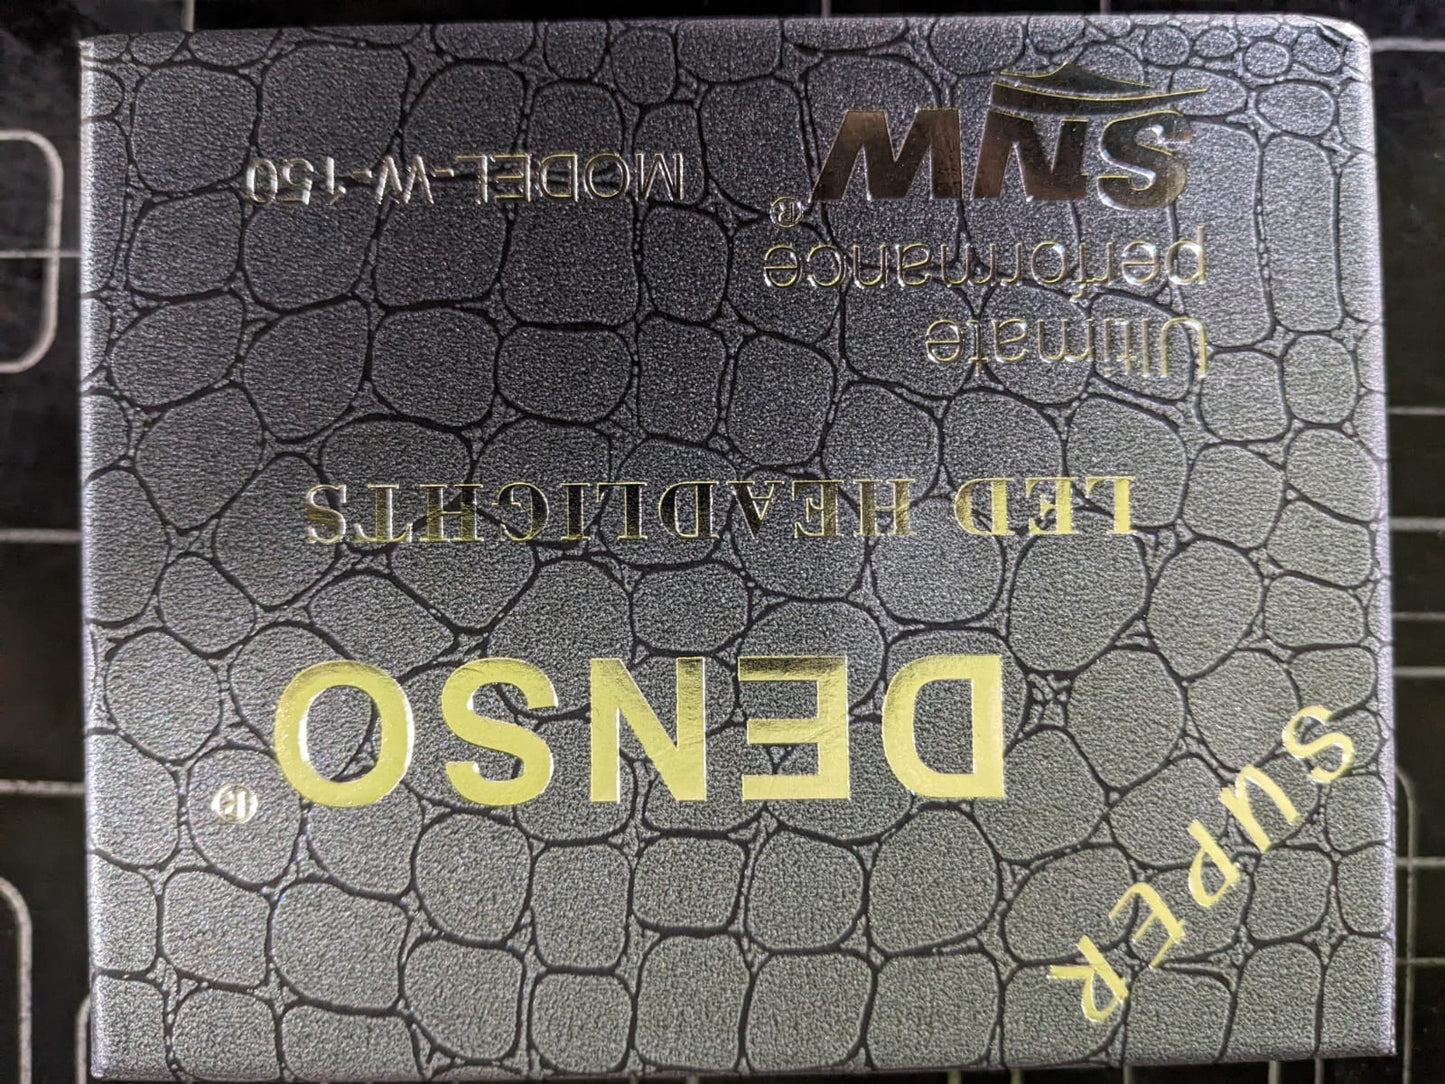 SUPER
DENSO
LED HEADLIGHTS
Ultimate
performance
SNW®
MODEL-W-150